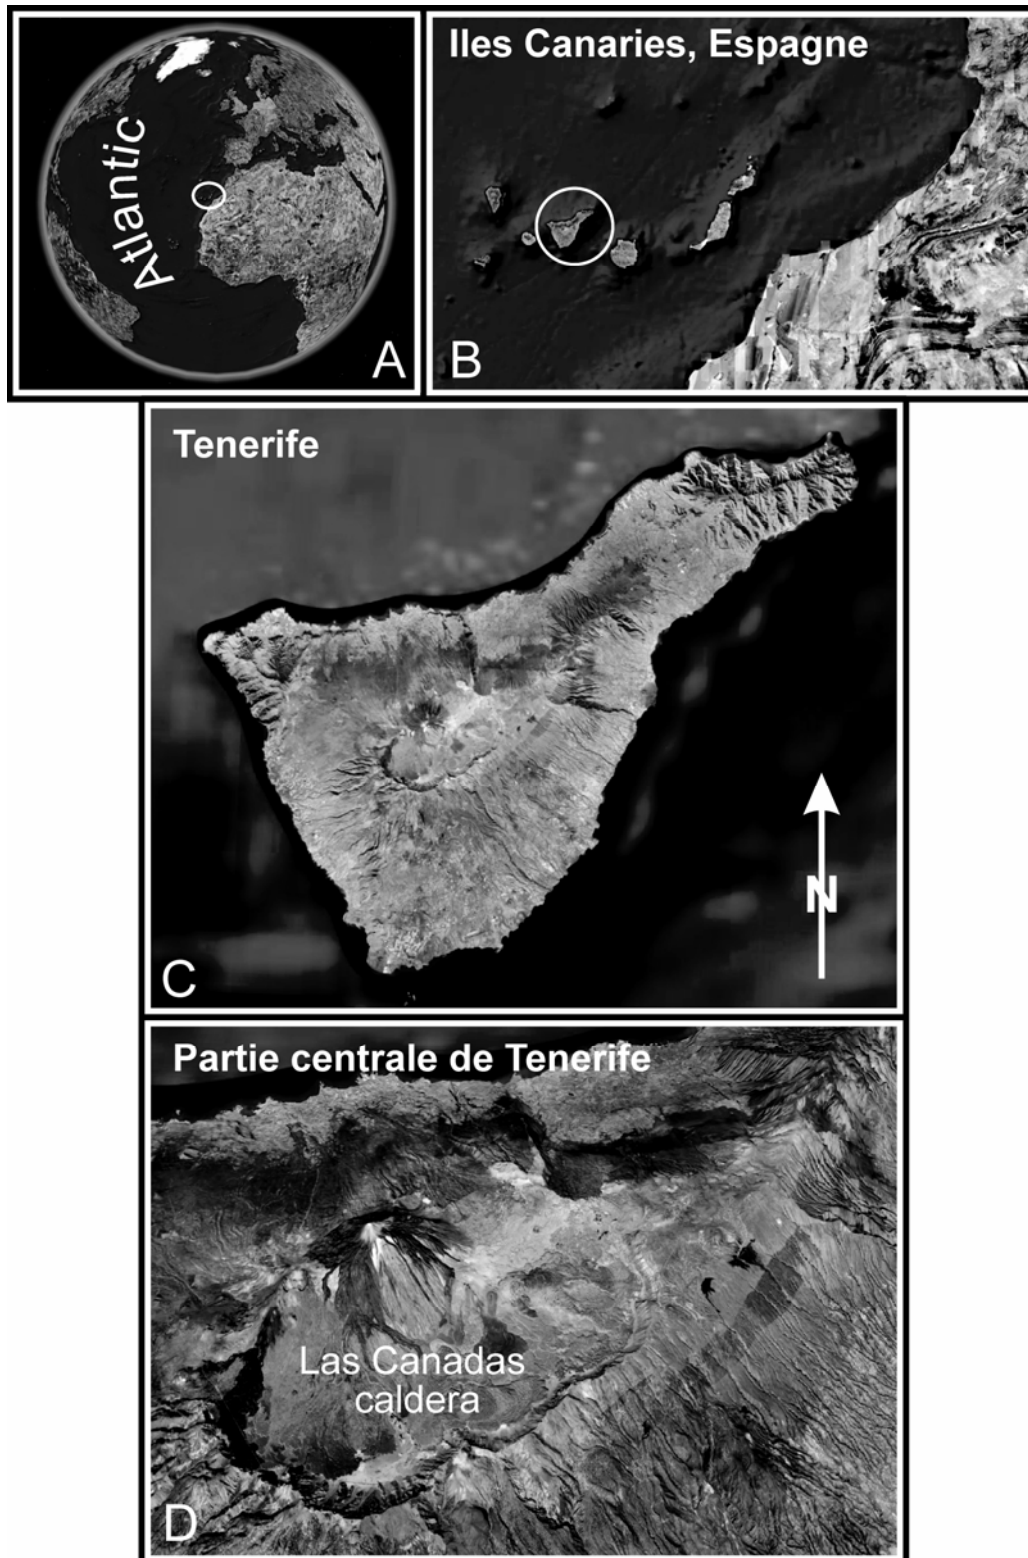 Atlantic
A
Iles Canaries, Espagne
B
Tenerife
N
C
Partie centrale de Tenerife
Las Canadas
caldera
D